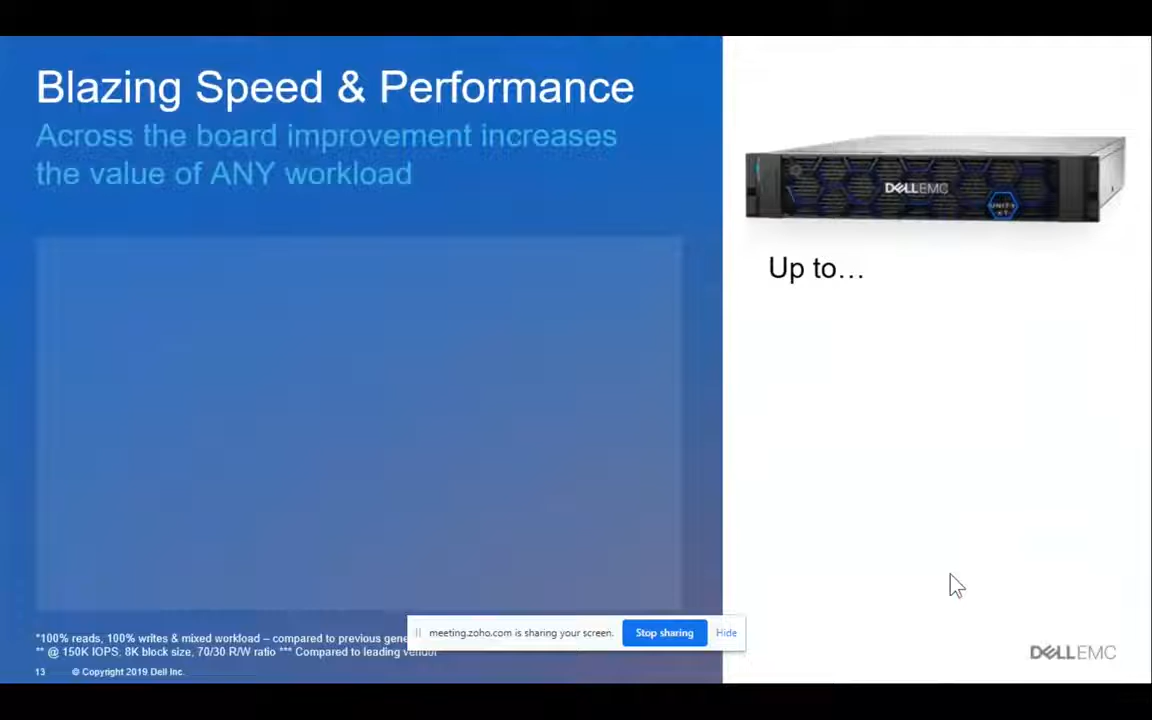 Blazing Speed & Performance
Across the board improvement increases
the value of ANY workload
DELLEMC
UNITY
XT
Up to…
*100% reads, 100% writes & mixed workload – compared to previous gene
** @ 150K IOPS, 8K block size, 70/30 R/W ratio *** Compared to leading vendor
meeting.zoho.com is sharing your screen.
Stop sharing
Hide
13
© Copyright 2019 Dell Inc.
DELLEMC